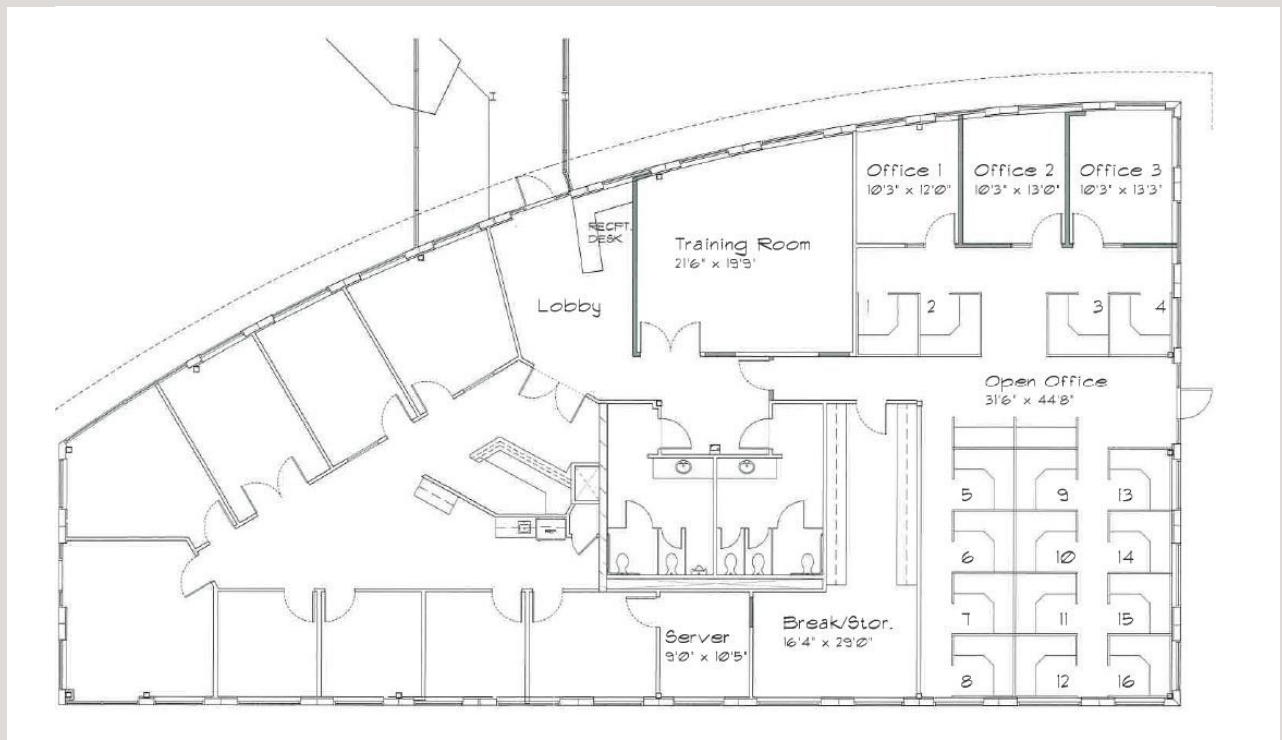 Office 1
10'3" x 12'0"
Office 2
10'3" x 13'0"
Office 3
10'3" x 13'3"
RECPT.
DESK
Training Room
21'6" x 19'9"
Lobby
1
2
3
4
Open Office
31'6" x 44'8"
5
9
13
6
10
14
7
11
15
8
12
16
Break/Stor.
16'4" x 29'0"
Server
9'0" x 10'5"